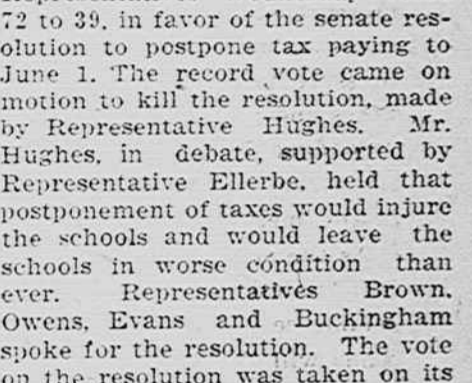 72 to 39, in favor of the senate res-
olution to postpone tax paying to
June 1. The record vote came on
motion to kill the resolution, made
by Representative Hughes. Mr.
Hughes, in debate, supported by
Representative Ellerbe, held that
postponement of taxes would injure
the schools and would leave the
schools in worse condition than
ever. Representatives Brown,
Owens, Evans and Buckingham
spoke for the resolution. The vote
on the resolution was taken on its